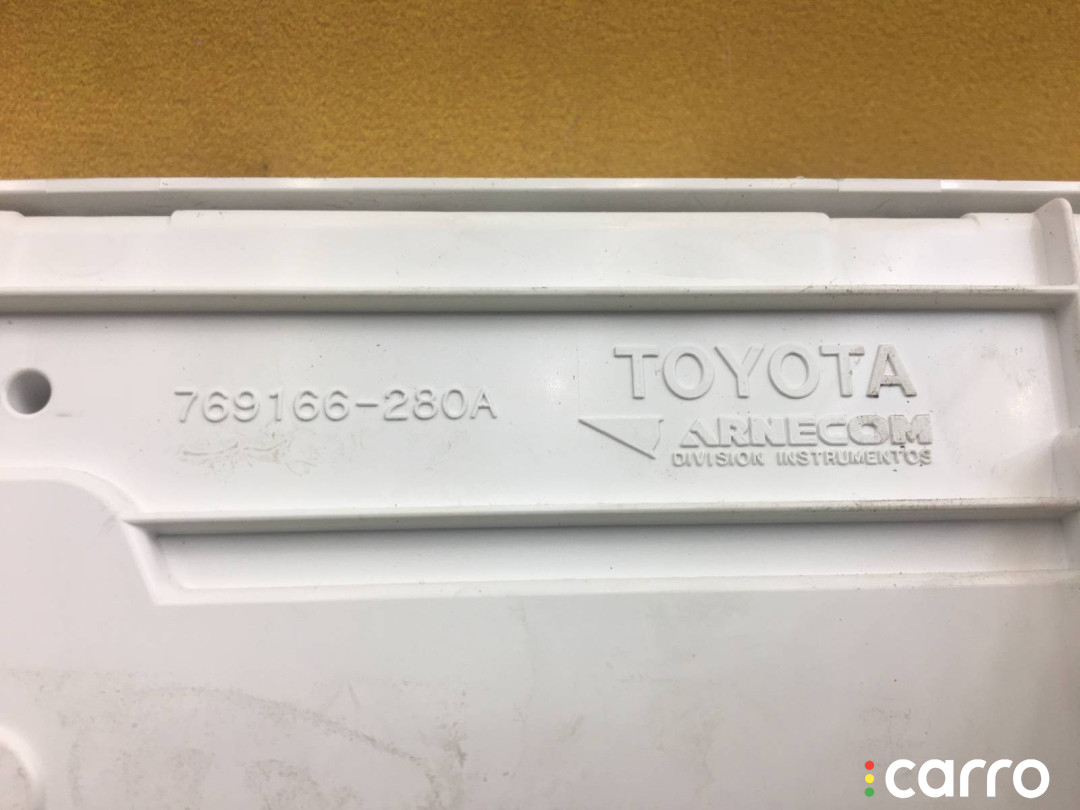 769166-280A
TOYOTA
ARNECOM
DIVISION INSTRUMENTOS
carro